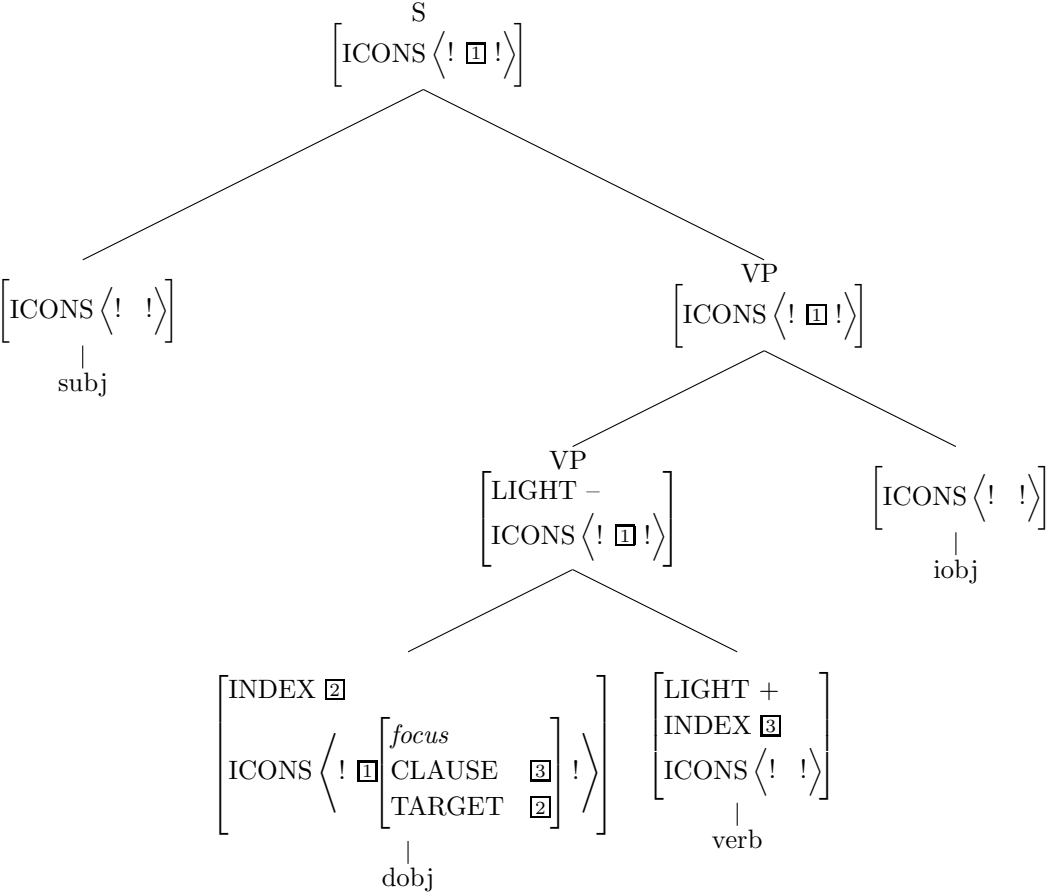 S
[ICONS ⟨! 1 !⟩]
[ICONS ⟨! !⟩]
subj
VP
[ICONS ⟨! 1 !⟩]
VP
LIGHT –
ICONS ⟨! 1 !⟩
[ICONS ⟨! !⟩]
iobj
INDEX 2
focus
ICONS ⟨! 1 CLAUSE 3 !⟩
TARGET 2
dobj
LIGHT +
INDEX 3
ICONS ⟨! !⟩
verb